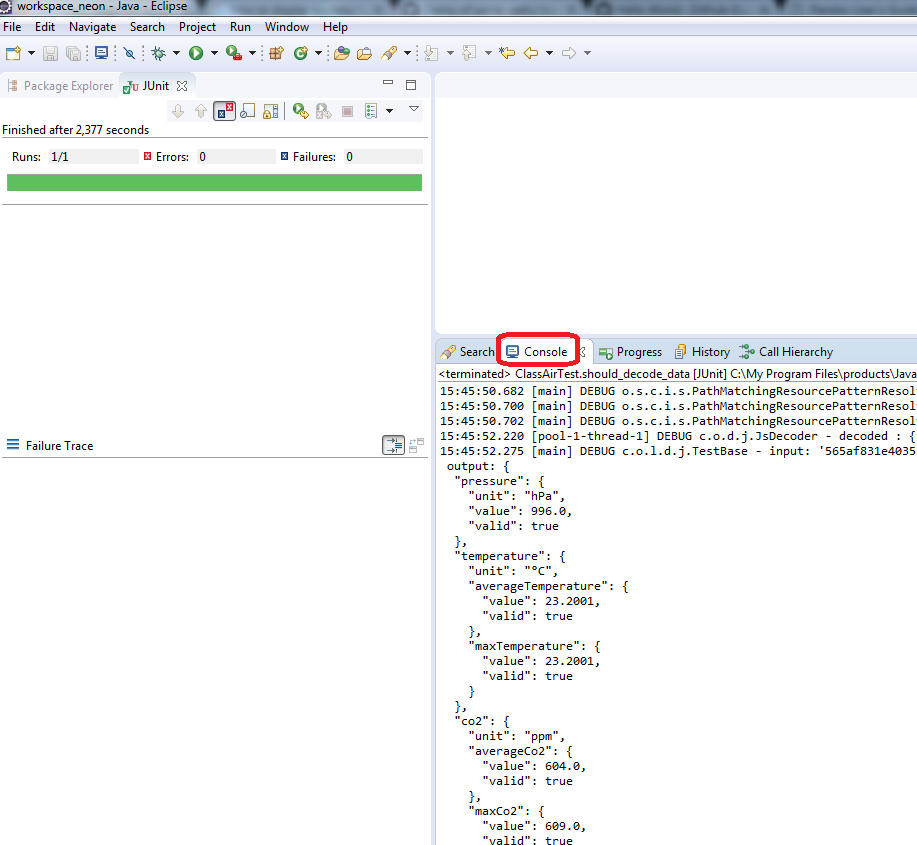 workspace_neon - Java - Eclipse
File Edit Navigate Search Project Run Window Help
Package Explorer JUnit
Finished after 2,377 seconds
Runs: 1/1 Errors: 0 Failures: 0
Failure Trace
Search Console Progress History Call Hierarchy
<terminated> ClassAirTest.should_decode_data [JUnit] C:\My Program Files\products\Java
15:45:50.682 [main] DEBUG o.s.c.i.s.PathMatchingResourcePatternResol
15:45:50.700 [main] DEBUG o.s.c.i.s.PathMatchingResourcePatternResol
15:45:50.702 [main] DEBUG o.s.c.i.s.PathMatchingResourcePatternResol
15:45:52.220 [pool-1-thread-1] DEBUG c.o.d.j.JsDecoder - decoded : {
15:45:52.275 [main] DEBUG c.o.l.d.j.TestBase - input: '565af831e4035
output: {
"pressure": {
"unit": "hPa",
"value": 996.0,
"valid": true
},
"temperature": {
"unit": "°C",
"averageTemperature": {
"value": 23.2001,
"valid": true
},
"maxTemperature": {
"value": 23.2001,
"valid": true
}
},
"co2": {
"unit": "ppm",
"averageCo2": {
"value": 604.0,
"valid": true
},
"maxCo2": {
"value": 609.0,
"valid": true